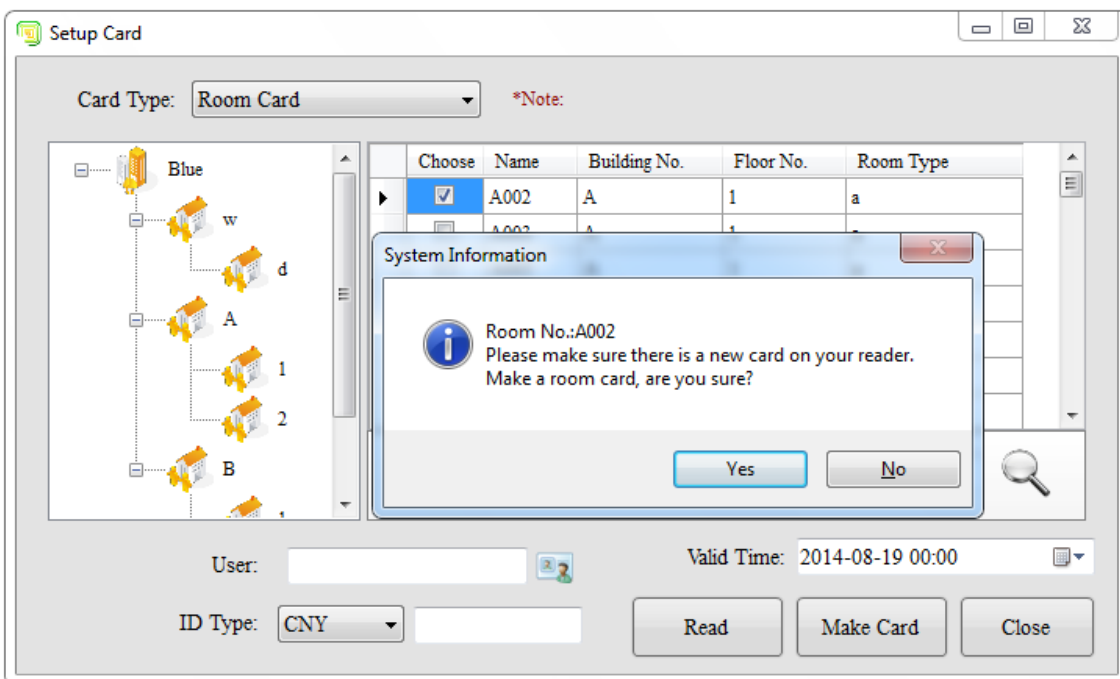 Setup Card
Card Type: Room Card *Note:
Blue
w
d
A
1
2
B
1
Choose Name Building No. Floor No. Room Type
A002 A 1 a
A003 A 1
System Information
Room No.:A002
Please make sure there is a new card on your reader.
Make a room card, are you sure?
Yes No
User: Valid Time: 2014-08-19 00:00
ID Type: CNY Read Make Card Close